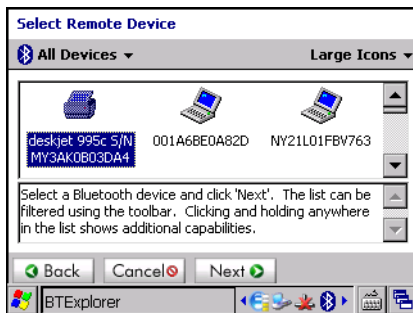 Select Remote Device
All Devices
Large Icons
deskjet 995c S/N
MY3AK0B03DA4
001A6BE0A82D
NY21L01FBV763
Select a Bluetooth device and click 'Next'. The list can be
filtered using the toolbar. Clicking and holding anywhere
in the list shows additional capabilities.
Back
Cancel
Next
BTExplorer